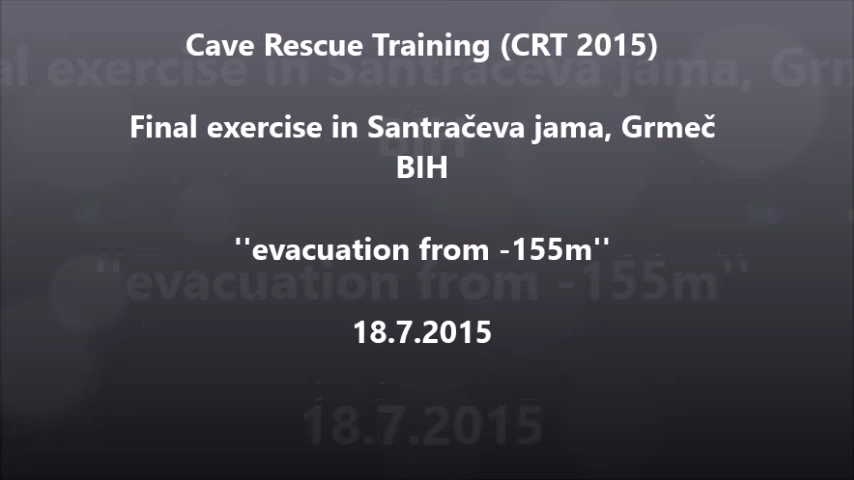 Cave Rescue Training (CRT 2015)
Final exercise in Santračeva jama, Grmeč
BIH
''evacuation from -155m''
18.7.2015